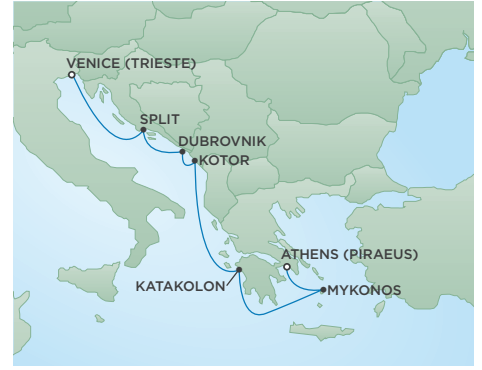 VENICE (TRIESTE)
SPLIT
DUBROVNIK
KOTOR
ATHENS (PIRAEUS)
KATAKOLON
MYKONOS